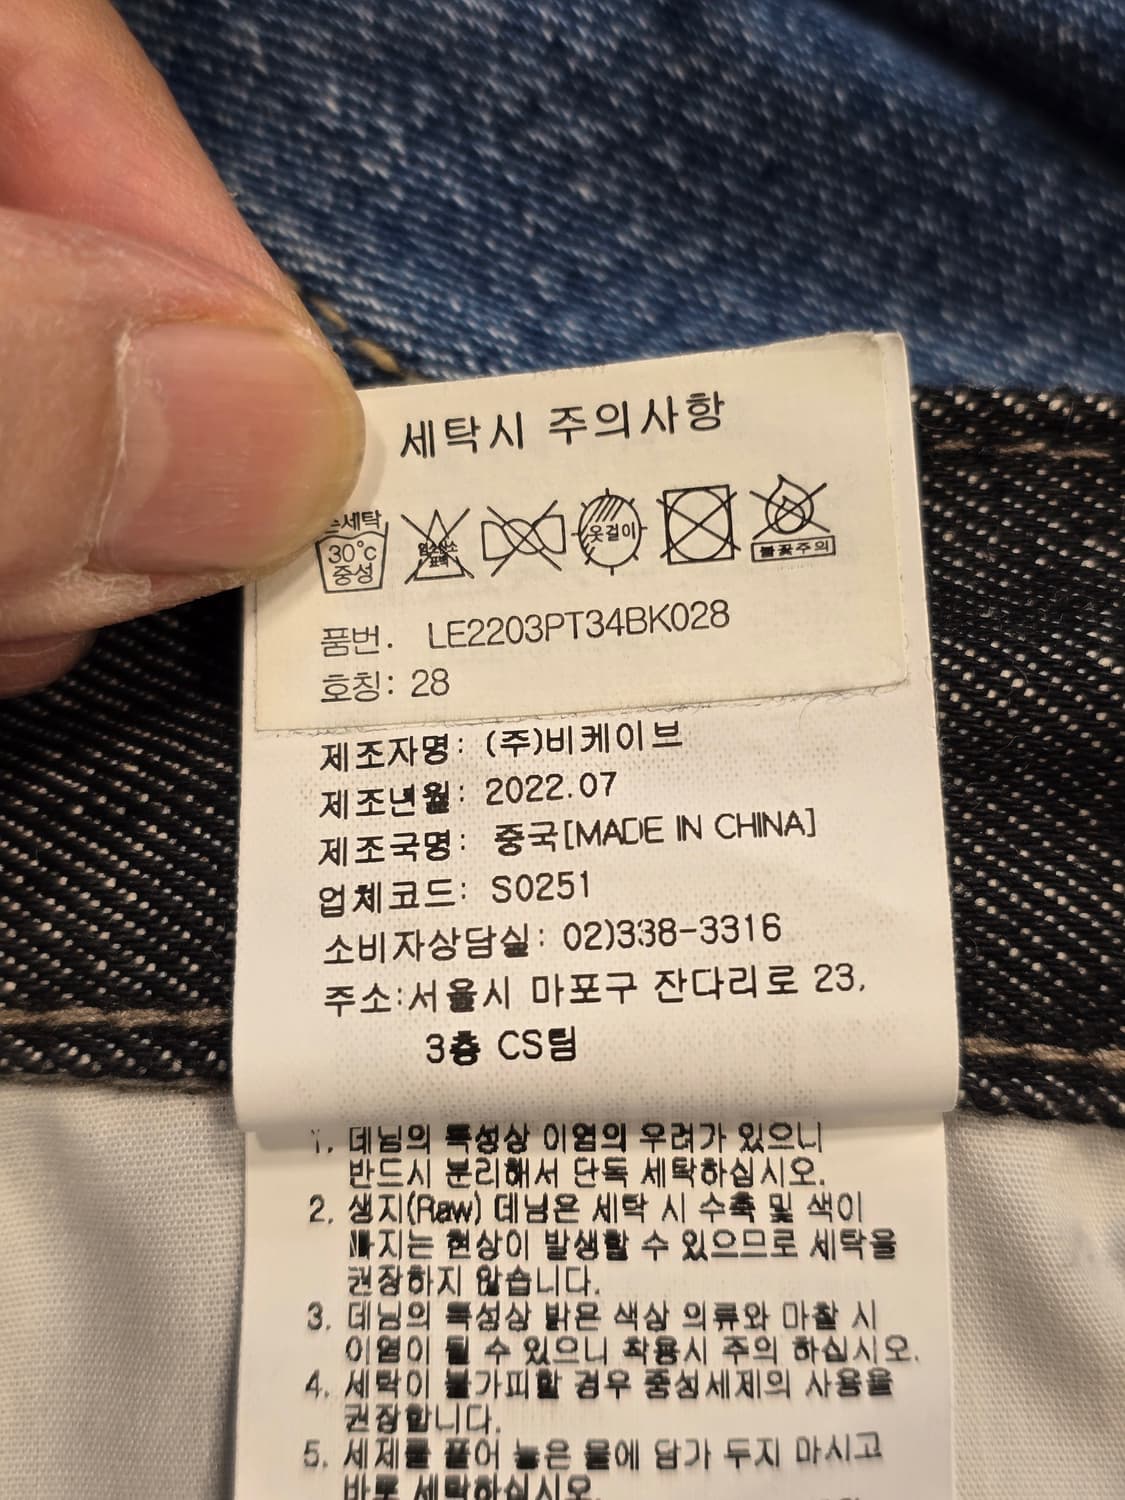 세탁시 주의사항
세탁
30°c
중성
옷걸이
불꽃주의
품번. LE2203PT34BK028
호칭: 28
제조자명: (주)비케이브
제조년월: 2022.07
제조국명: 중국[MADE IN CHINA]
업체코드: S0251
소비자상담실: 02)338-3316
주소:서울시 마포구 잔다리로 23,
3층 CS팀
1. 데님의 특성상 이염의 우려가 있으니
반드시 분리해서 단독 세탁하십시오.
2. 생지(Raw) 데님은 세탁 시 수축 및 색이
빠지는 현상이 발생할 수 있으므로 세탁을
권장하지 않습니다.
3. 데님의 특성상 밝은 색상 의류와 마찰 시
이염이 될 수 있으니 착용시 주의 하십시오.
4. 세탁이 불가피할 경우 중성세제의 사용을
권장합니다.
5. 세제를 풀어 놓은 물에 담가 두지 마시고
바로 세탁하십시오.